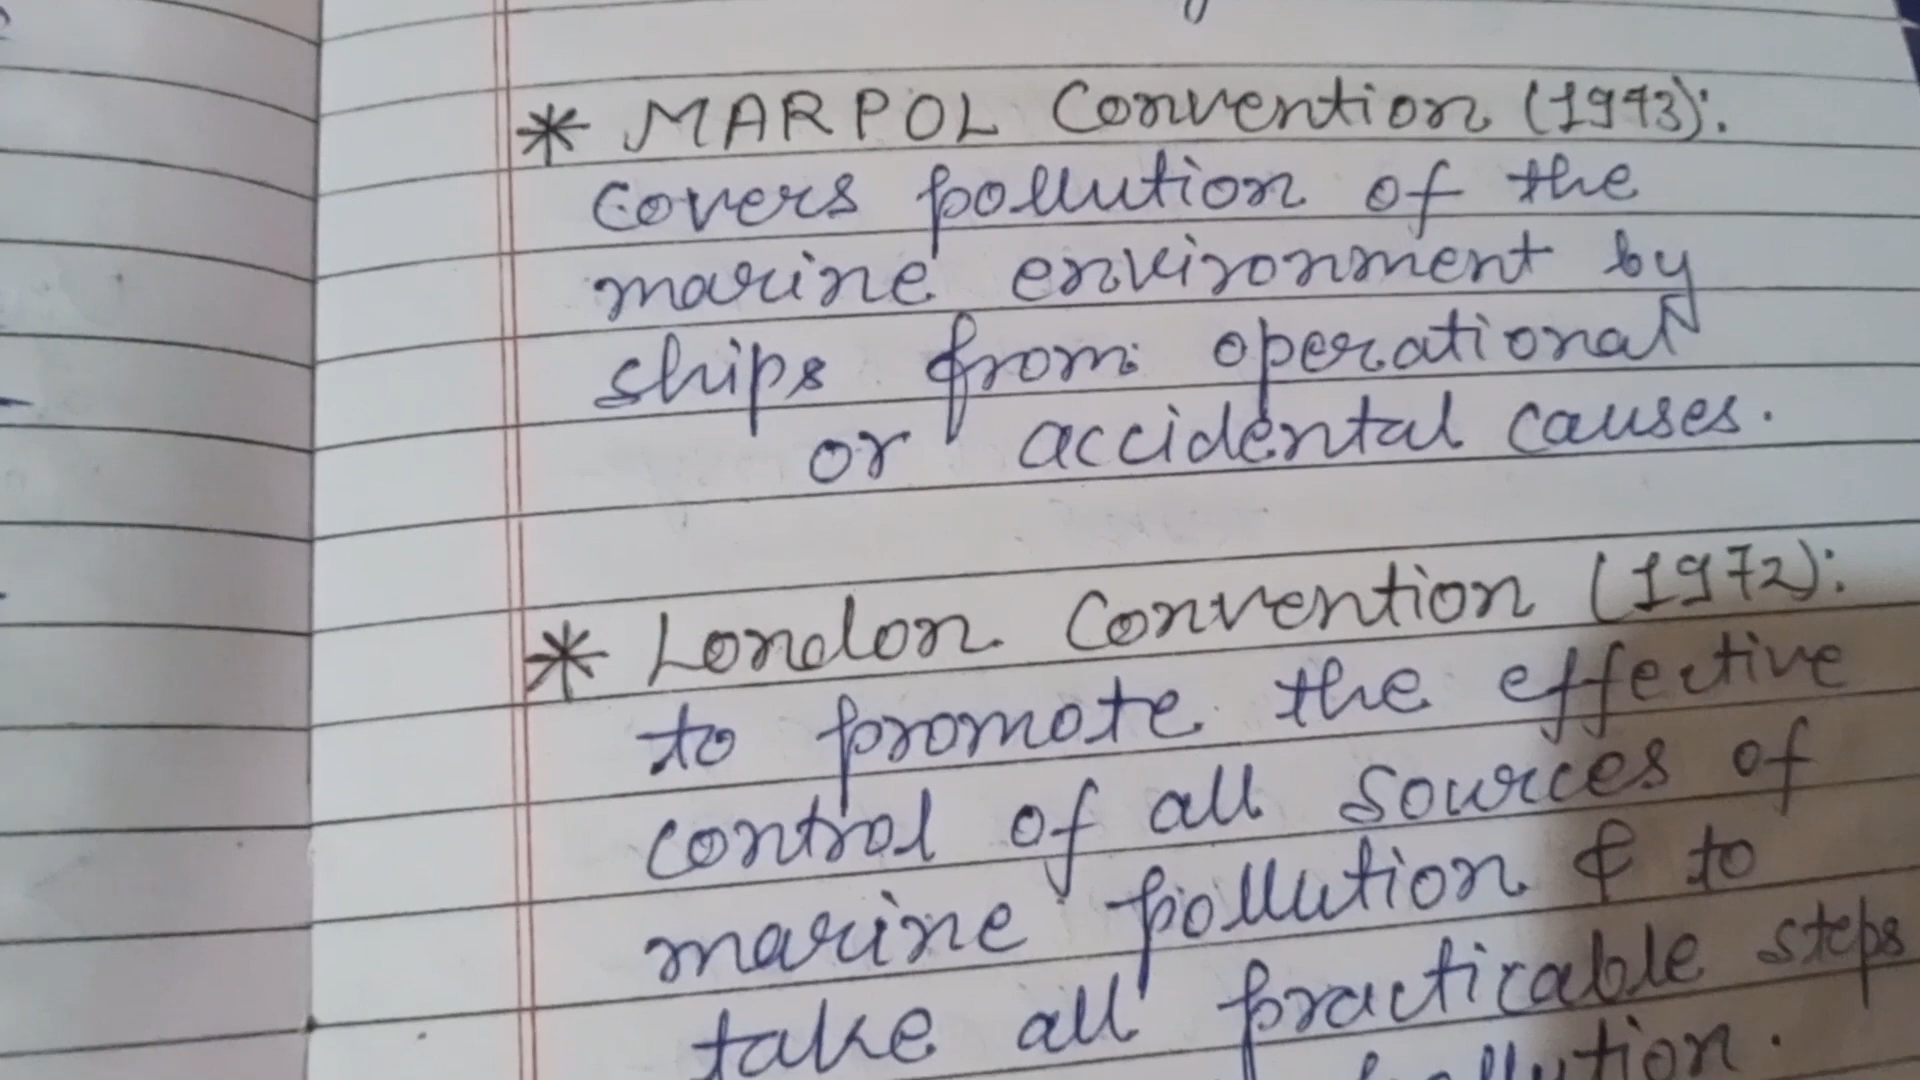 * MARPOL Convention (1973):
covers pollution of the
marine environment by
ships from operational
or accidental causes.
* London Convention (1972):
to promote the effective
control of all sources of
marine pollution & to
take all practicable steps
pollution.